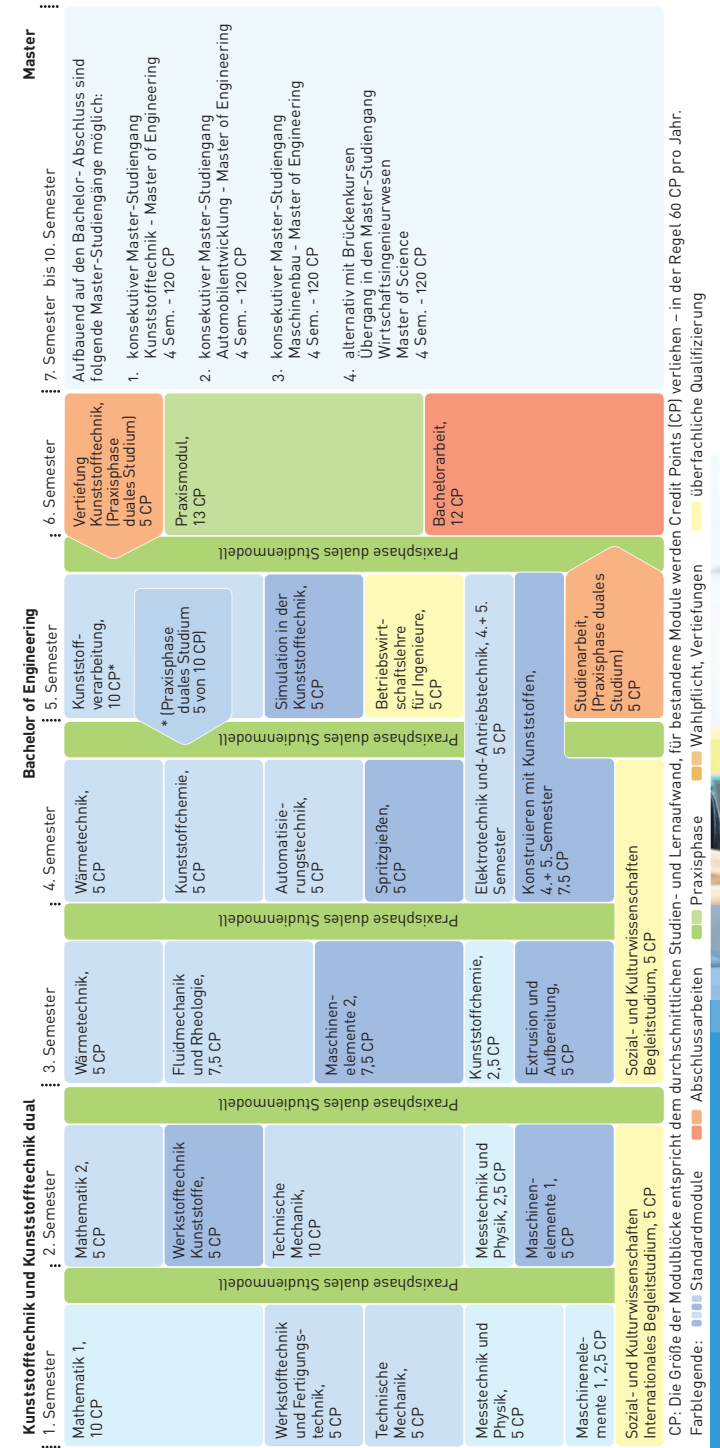 Kunststofftechnik und Kunststofftechnik dual
Bachelor of Engineering
Master
1. Semester
2. Semester
3. Semester
4. Semester
5. Semester
6. Semester
7. Semester bis 10. Semester
Mathematik 1,
10 CP
Werkstofftechnik
und Fertigungs-
technik,
5 CP
Technische
Mechanik,
5 CP
Messtechnik und
Physik,
5 CP
Maschinenele-
mente 1, 2,5 CP
Sozial- und Kulturwissenschaften
Internationales Begleitstudium, 5 CP
Praxisphase duales Studienmodell
Mathematik 2,
5 CP
Werkstofftechnik
Kunststoffe,
5 CP
Technische
Mechanik,
10 CP
Messtechnik und
Physik, 2,5 CP
Maschinen-
elemente 1,
5 CP
Praxisphase duales Studienmodell
Wärmetechnik,
5 CP
Fluidmechanik
und Rheologie,
7,5 CP
Maschinen-
elemente 2,
7,5 CP
Kunststoffchemie,
2,5 CP
Extrusion und
Aufbereitung,
5 CP
Sozial- und Kulturwissenschaften
Begleitstudium, 5 CP
Praxisphase duales Studienmodell
Wärmetechnik,
5 CP
Kunststoffchemie,
5 CP
Automatisie-
rungstechnik,
5 CP
Spritzgießen,
5 CP
Elektrotechnik und-Antriebstechnik, 4.+ 5.
Semester
5 CP
Konstruieren mit Kunststoffen,
4.+ 5. Semester
7,5 CP
Praxisphase duales Studienmodell
Kunststoff-
verarbeitung,
10 CP*
* (Praxisphase
duales Studium
5 von 10 CP)
Simulation in der
Kunststofftechnik,
5 CP
Betriebswirt-
schaftslehre
für Ingenieure,
5 CP
Studienarbeit,
(Praxisphase duales
Studium)
5 CP
Praxisphase duales Studienmodell
Vertiefung
Kunststofftechnik,
(Praxisphase
duales Studium)
5 CP
Praxismodul,
13 CP
Bachelorarbeit,
12 CP
Aufbauend auf den Bachelor- Abschluss sind
folgende Master-Studiengänge möglich:
1. konsekutiver Master-Studiengang
Kunststofftechnik - Master of Engineering
4 Sem. - 120 CP
2. konsekutiver Master-Studiengang
Automobilentwicklung - Master of Engineering
4 Sem. - 120 CP
3. konsekutiver Master-Studiengang
Maschinenbau - Master of Engineering
4 Sem. - 120 CP
4. alternativ mit Brückenkursen
Übergang in den Master-Studiengang
Wirtschaftsingenieurwesen
Master of Science
4 Sem. - 120 CP
CP.: Die Größe der Modulblöcke entspricht dem durchschnittlichen Studien- und Lernaufwand, für bestandene Module werden Credit Points (CP) verliehen – in der Regel 60 CP pro Jahr.
Farblegende: Standardmodule Abschlussarbeiten Praxisphase Wahlpflicht, Vertiefungen überfachliche Qualifizierung